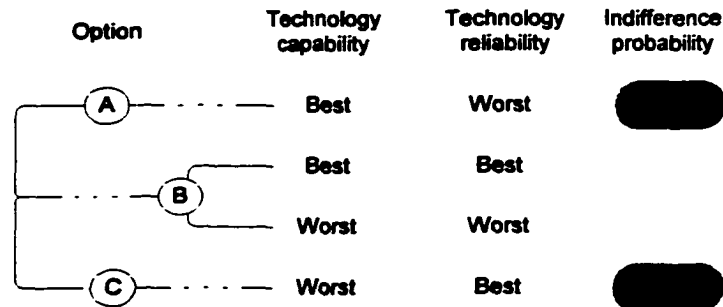 Option Technology capability Technology reliability Indifference probability
A Best Worst
Best Best
B
Worst Worst
C Worst Best